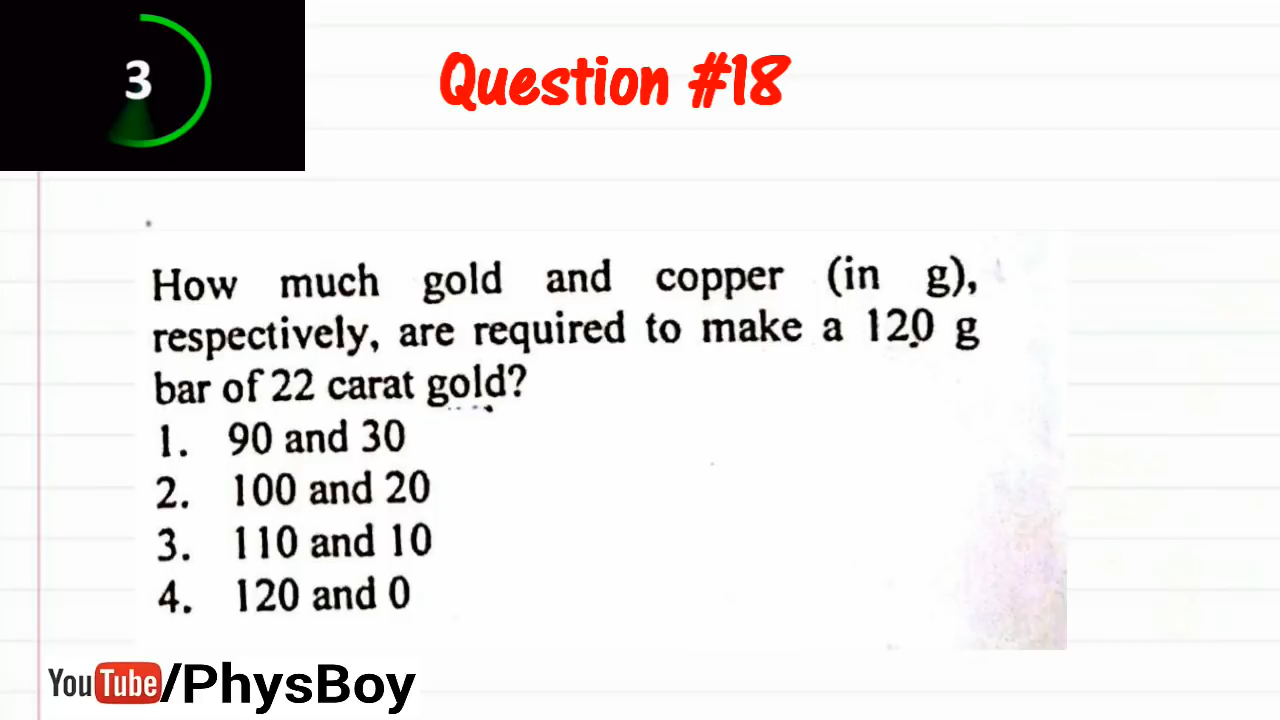 3
Question #18
How much gold and copper (in g),
respectively, are required to make a 120 g
bar of 22 carat gold?
1. 90 and 30
2. 100 and 20
3. 110 and 10
4. 120 and 0
YouTube/PhysBoy